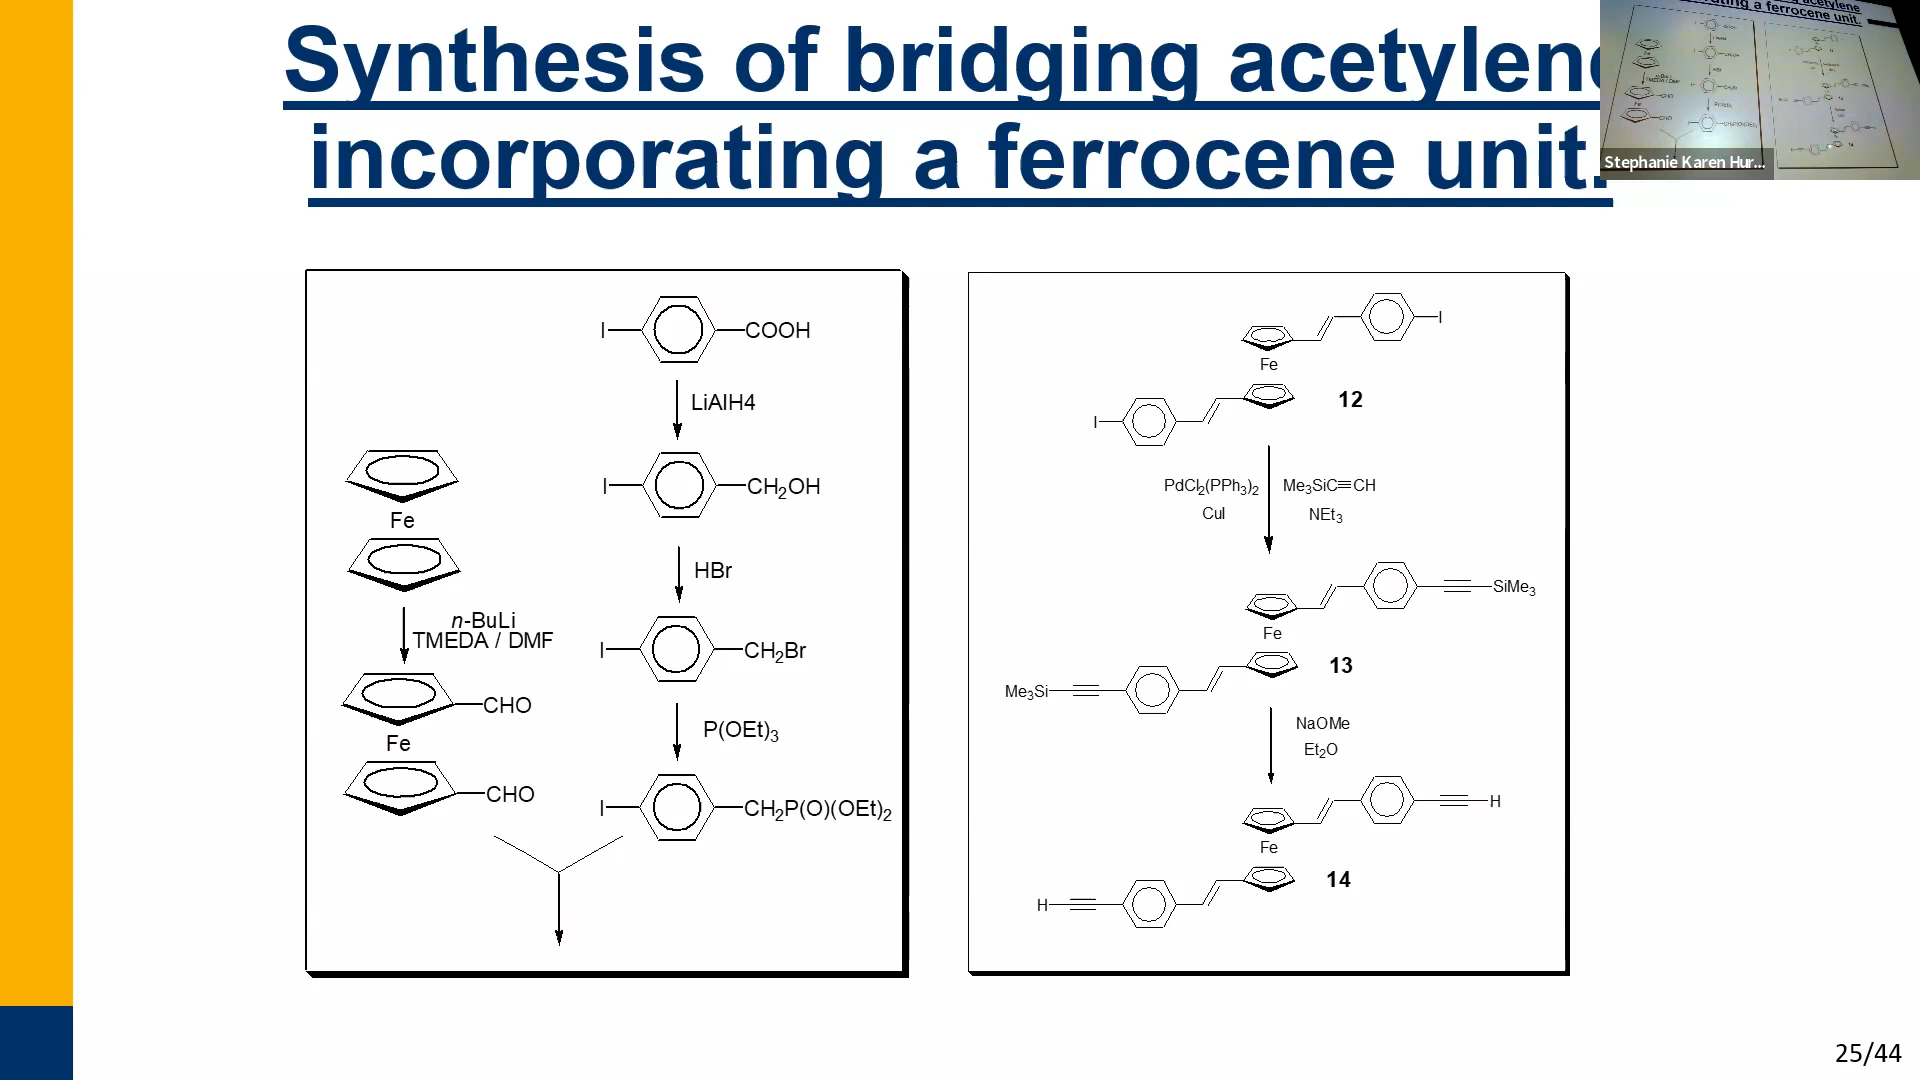 Synthesis of bridging acetylene
incorporating a ferrocene unit.
Stephanie Karen Hur...
I
COOH
LiAlH4
I
CH2OH
HBr
I
CH2Br
P(OEt)3
I
CH2P(O)(OEt)2
Fe
n-BuLi
TMEDA / DMF
CHO
Fe
CHO
I
Fe
12
I
PdCl2(PPh3)2
Me3SiC≡CH
CuI
NEt3
SiMe3
Fe
13
Me3Si
NaOMe
Et2O
H
Fe
14
H
25/44